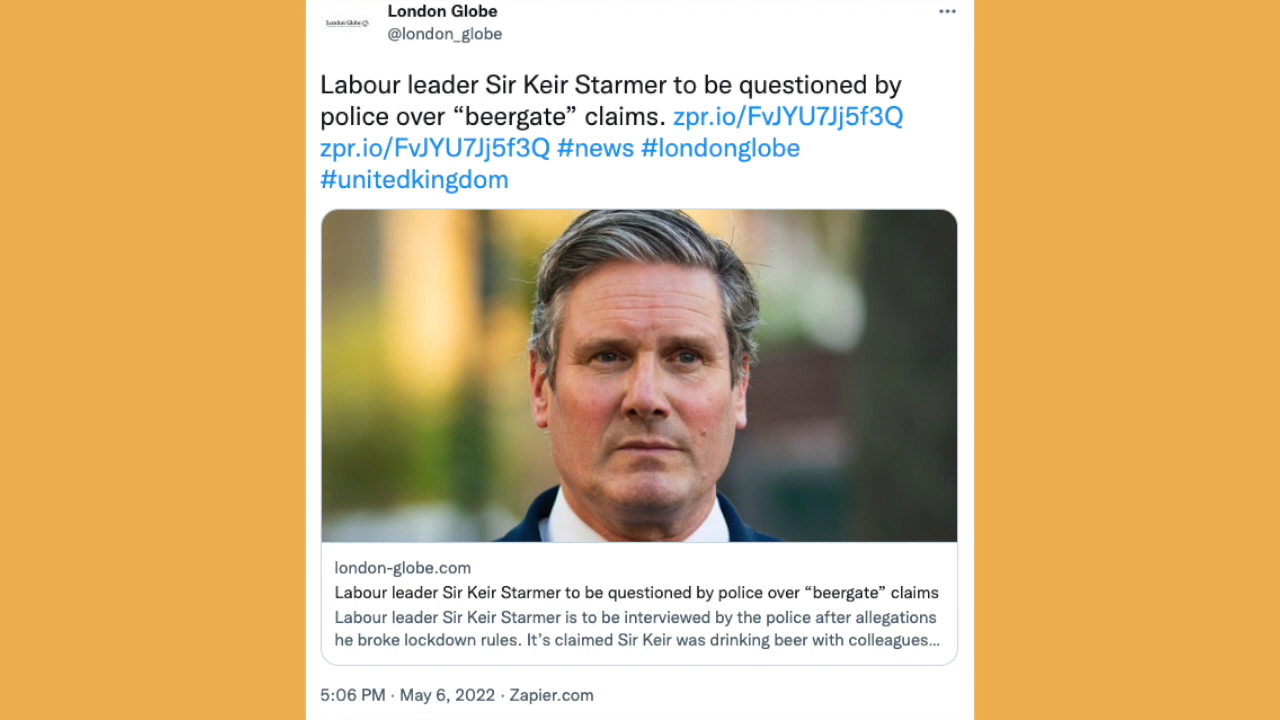 London Globe
London Globe
@london_globe
Labour leader Sir Keir Starmer to be questioned by
police over “beergate” claims. zpr.io/FvJYU7Jj5f3Q
zpr.io/FvJYU7Jj5f3Q #news #londonglobe
#unitedkingdom
london-globe.com
Labour leader Sir Keir Starmer to be questioned by police over “beergate” claims
Labour leader Sir Keir Starmer is to be interviewed by the police after allegations
he broke lockdown rules. It’s claimed Sir Keir was drinking beer with colleagues...
5:06 PM · May 6, 2022 · Zapier.com